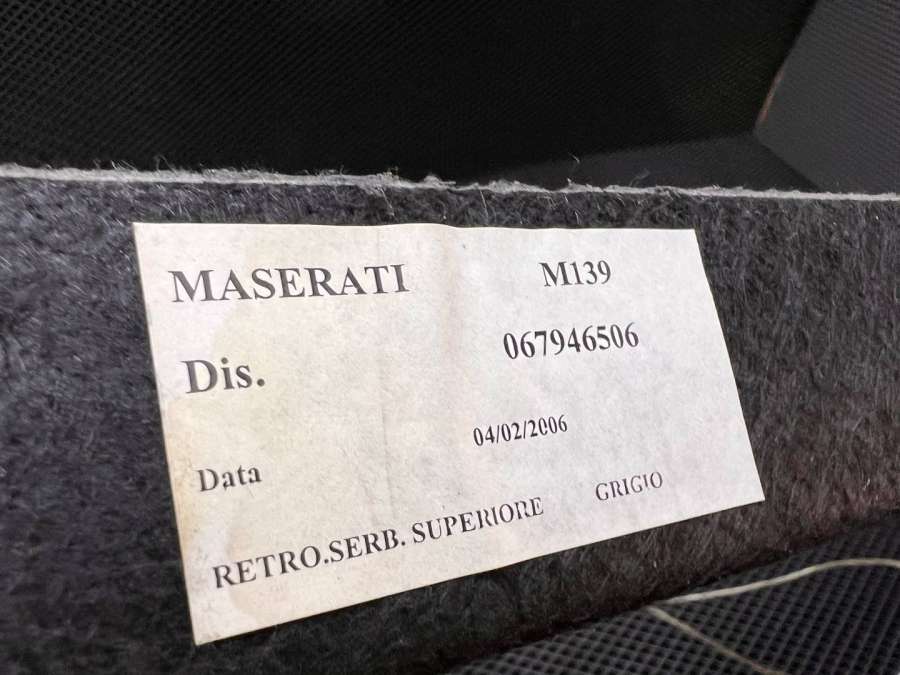 MASERATI M139
Dis. 067946506
Data 04/02/2006
RETRO.SERB. SUPERIORE GRIGIO